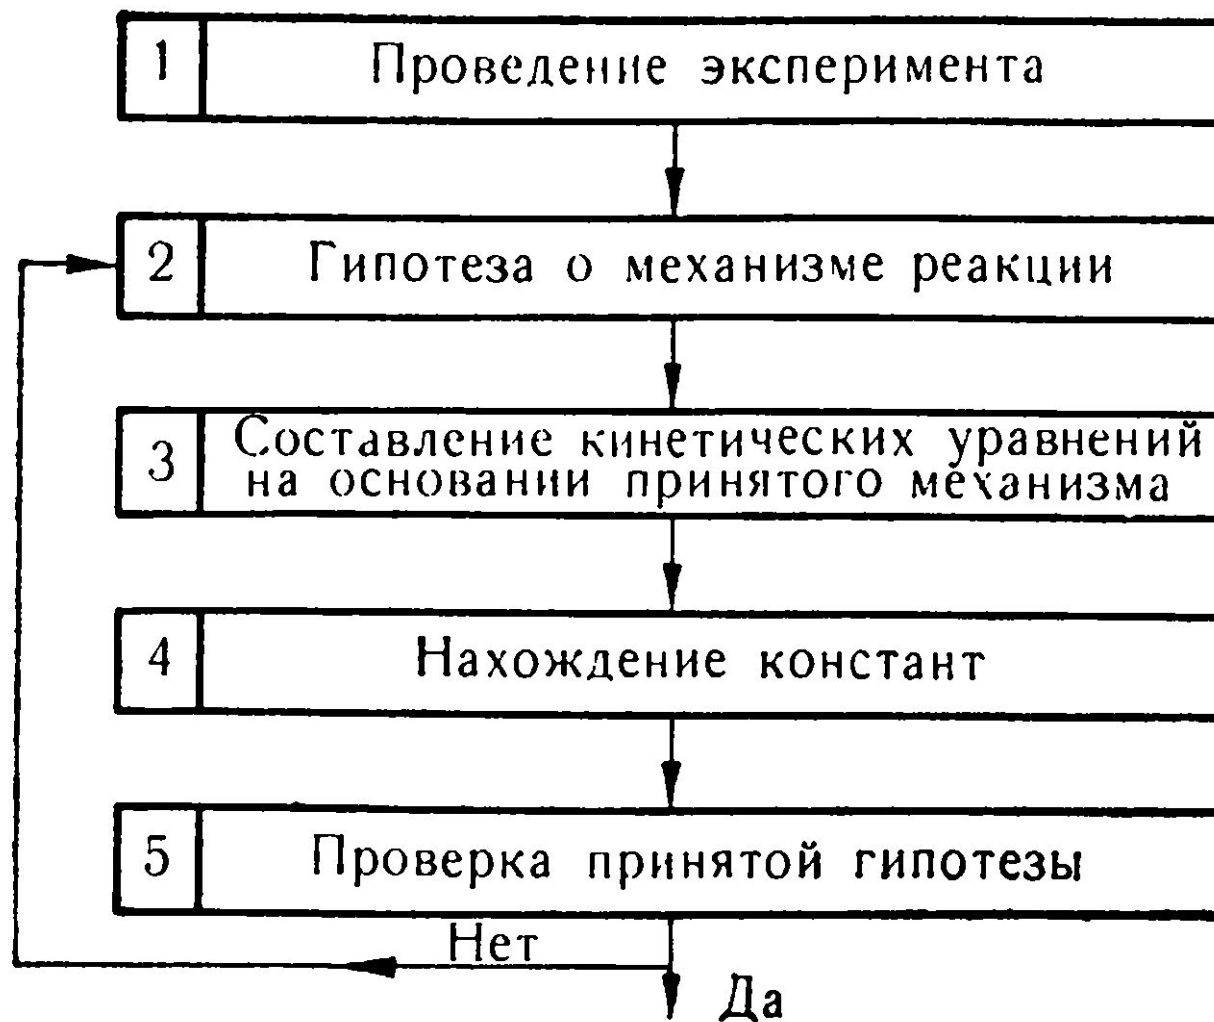 1 Проведение эксперимента
2 Гипотеза о механизме реакции
3 Составление кинетических уравнений
на основании принятого механизма
4 Нахождение констант
5 Проверка принятой гипотезы
Нет
Да